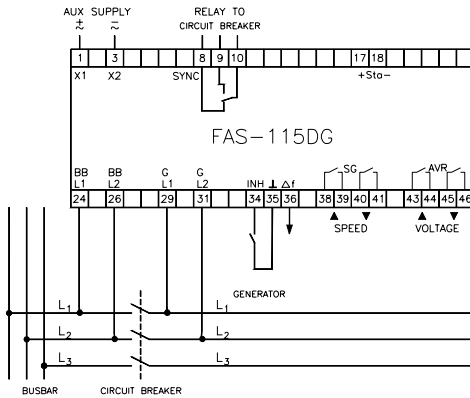 AUX SUPPLY RELAY TO
+ − CIRCUIT BREAKER
~ ~
1 3 8 9 10 17 18
X1 X2 SYNC +Sta-
FAS-115DG
BB BB G G SG AVR
L1 L2 L1 L2 INH ⊥ Δf
24 26 29 31 34 35 36 38 39 40 41 43 44 45 46
SPEED VOLTAGE
GENERATOR
L1 L1
L2 L2
L3 L3
BUSBAR CIRCUIT BREAKER